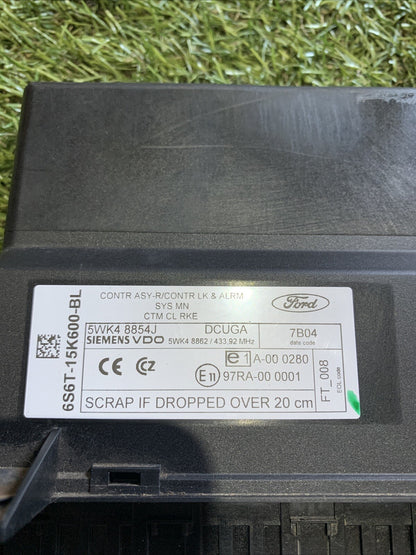 6S6T-15K600-BL
CONTR ASY-R/CONTR LK & ALRM
SYS MN
CTM CL RKE
Ford
5WK4 8854J DCUGA 7B04
SIEMENS VDO 5WK4 8862 / 433,92 MHz date code
CE CZ e1 A-00 0280
E11 97RA-00 0001
FT_008
EOL code
SCRAP IF DROPPED OVER 20 cm